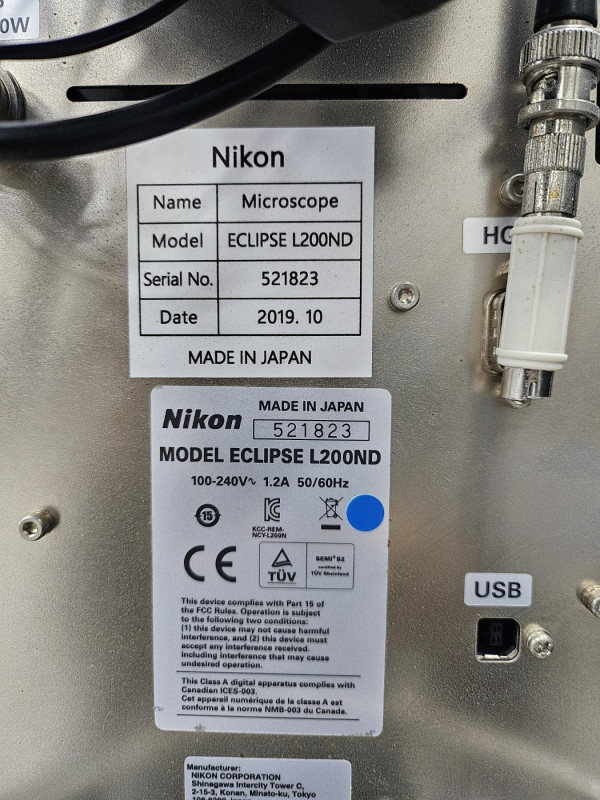 0W
Nikon
Name Microscope
Model ECLIPSE L200ND
Serial No. 521823
Date 2019. 10
MADE IN JAPAN
HG
Nikon MADE IN JAPAN
521823
MODEL ECLIPSE L200ND
100-240V~ 1.2A 50/60Hz
15
KCC-REM-
NCY-L200N
CE
TÜV
SEMI® S2
certified by
TÜV Rheinland
This device complies with Part 15 of
the FCC Rules. Operation is subject
to the following two conditions:
(1) this device may not cause harmful
interference, and (2) this device must
accept any interference received.
Including interference that may cause
undesired operation.
This Class A digital apparatus complies with
Canadian ICES-003.
Cet appareil numérique de la classe A est
conforme à la norme NMB-003 du Canada.
USB
Manufacturer:
NIKON CORPORATION
Shinagawa Intercity Tower C,
2-15-3, Konan, Minato-ku, Tokyo